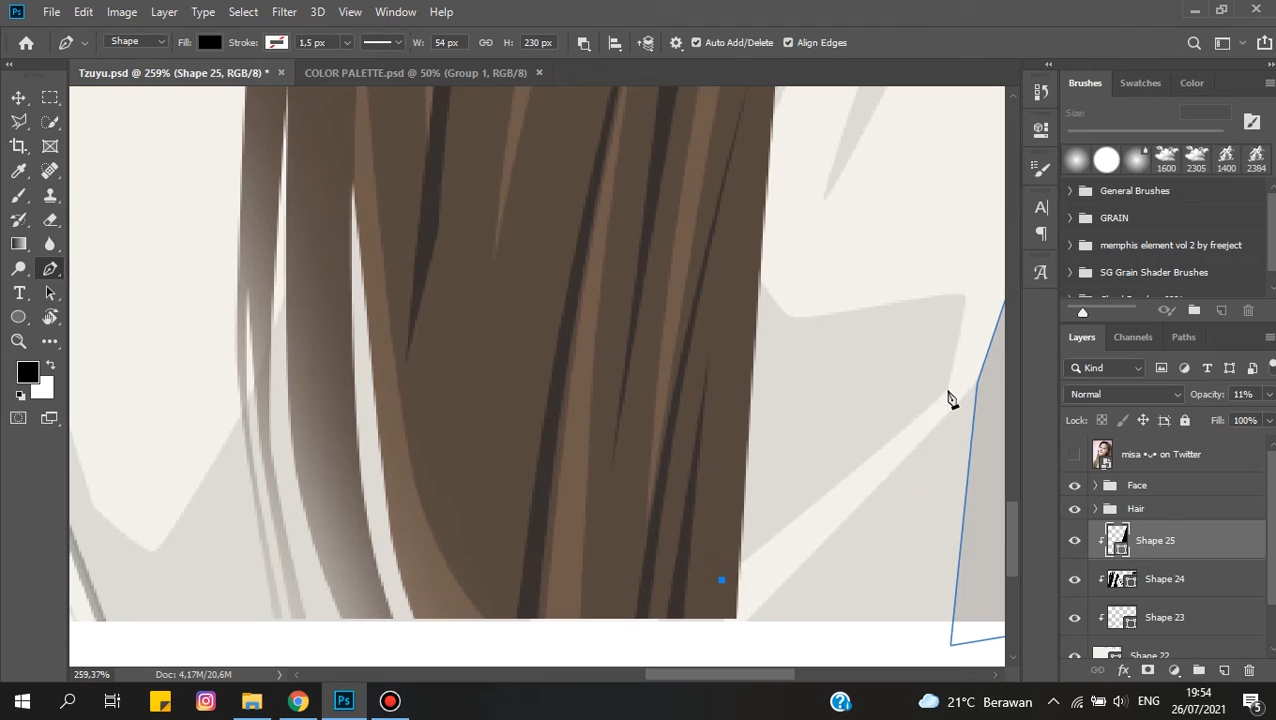 Ps File Edit Image Layer Type Select Filter 3D View Window Help
Shape Fill: Stroke: 1,5 px W: 54 px H: 230 px Auto Add/Delete Align Edges
Tzuyu.psd @ 259% (Shape 25, RGB/8) * COLOR PALETTE.psd @ 50% (Group 1, RGB/8)
Brushes Swatches Color
Size:
1600 2305 1400 2384
General Brushes
GRAIN
memphis element vol 2 by freeject
SG Grain Shader Brushes
Layers Channels Paths
Kind
Normal Opacity: 11%
Lock: Fill: 100%
misa •ᴗ• on Twitter
Face
Hair
Shape 25
Shape 24
Shape 23
Shape 22
259,37% Doc: 4,17M/20,6M
Ps 21°C Berawan ENG 19:54
26/07/2021 5